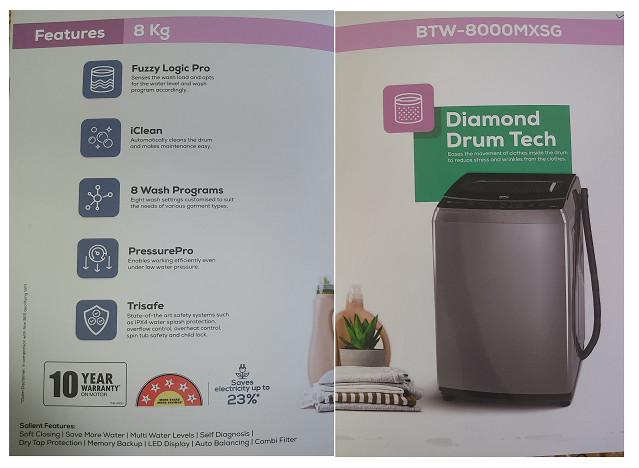 Features
8 Kg
Fuzzy Logic Pro
Senses the wash load and opts
for the water level and wash
program accordingly.
iClean
Automatically cleans the drum
and makes maintenance easy.
8 Wash Programs
Eight wash settings customised to suit
the needs of various garment types.
PressurePro
Enables working efficiently even
under low water pressure.
Trisafe
State-of-the art safety systems such
as IPX4 water splash protection,
overflow control, overheat control,
spin tub safety and child lock.
10 YEAR
WARRANTY*
ON MOTOR
MORE STARS
MORE SAVINGS
Saves
electricity up to
23%*
Salient Features:
Soft Closing | Save More Water | Multi Water Levels | Self Diagnosis |
Dry Tap Protection | Memory Backup | LED Display | Auto Balancing | Combi Filter
BTW-8000MXSG
Diamond
Drum Tech
Eases the movement of clothes inside the drum
to reduce stress and wrinkles from the clothes.